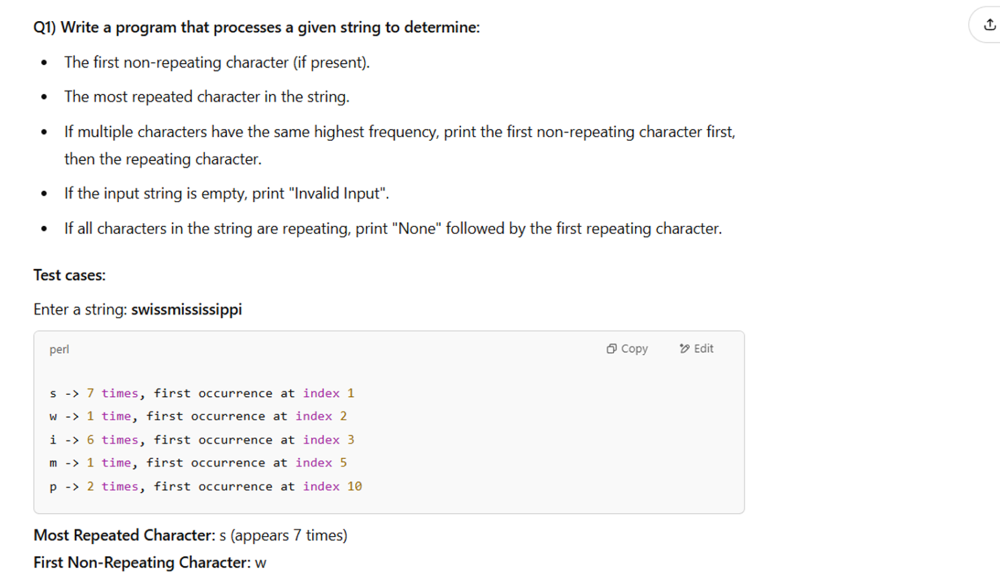 Q1) Write a program that processes a given string to determine:
• The first non-repeating character (if present).
• The most repeated character in the string.
• If multiple characters have the same highest frequency, print the first non-repeating character first,
then the repeating character.
• If the input string is empty, print "Invalid Input".
• If all characters in the string are repeating, print "None" followed by the first repeating character.
Test cases:
Enter a string: swissmississippi
perl Copy Edit
s -> 7 times, first occurrence at index 1
w -> 1 time, first occurrence at index 2
i -> 6 times, first occurrence at index 3
m -> 1 time, first occurrence at index 5
p -> 2 times, first occurrence at index 10
Most Repeated Character: s (appears 7 times)
First Non-Repeating Character: w